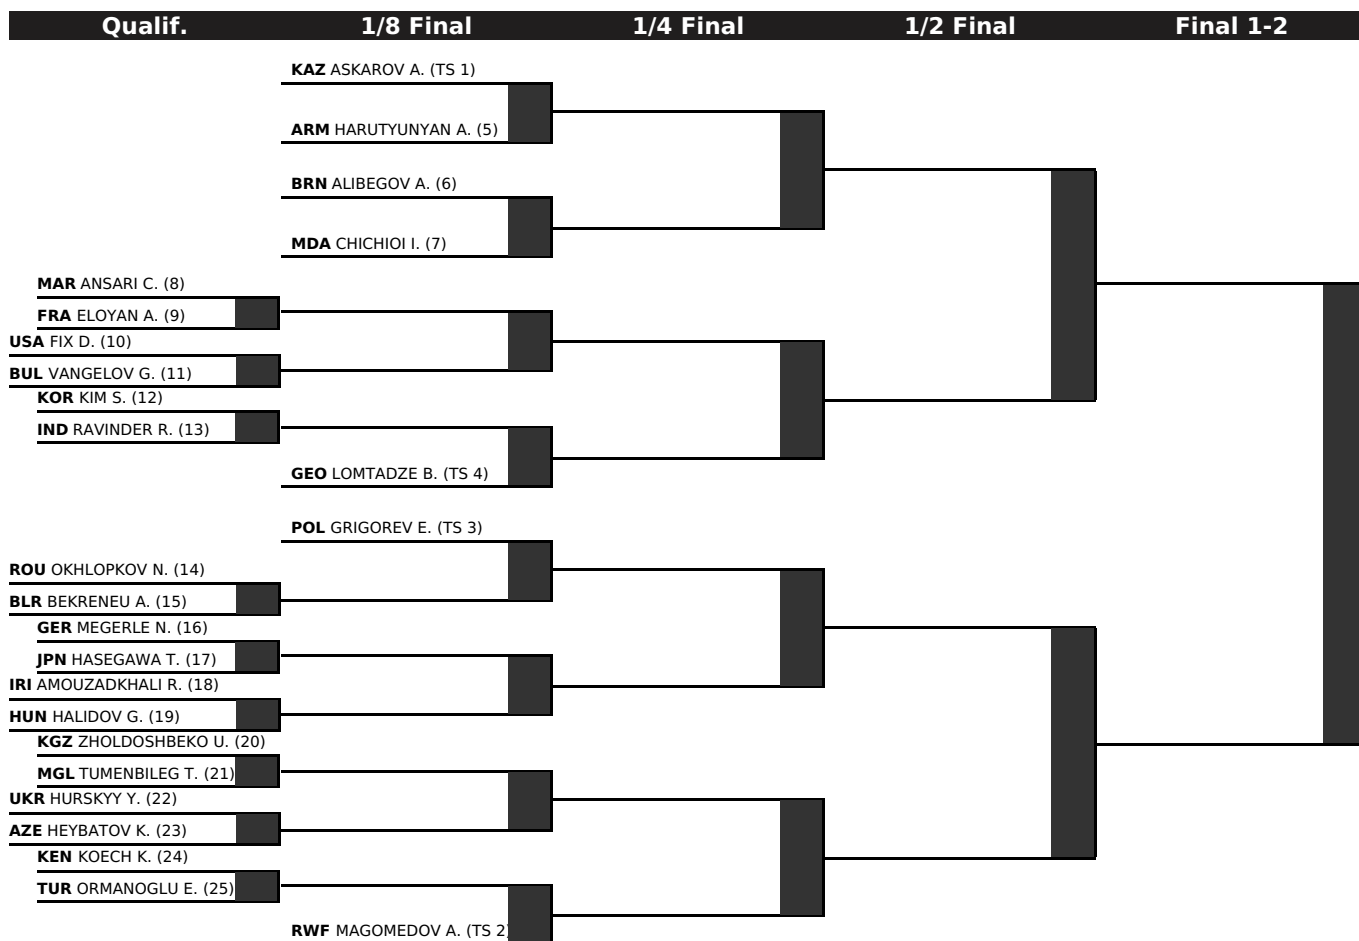 Qualif. 1/8 Final 1/4 Final 1/2 Final Final 1-2
KAZ ASKAROV A. (TS 1)
ARM HARUTYUNYAN A. (5)
BRN ALIBEGOV A. (6)
MDA CHICHIOI I. (7)
MAR ANSARI C. (8)
FRA ELOYAN A. (9)
USA FIX D. (10)
BUL VANGELOV G. (11)
KOR KIM S. (12)
IND RAVINDER R. (13)
GEO LOMTADZE B. (TS 4)
POL GRIGOREV E. (TS 3)
ROU OKHLOPKOV N. (14)
BLR BEKRENEU A. (15)
GER MEGERLE N. (16)
JPN HASEGAWA T. (17)
IRI AMOUZADKHALI R. (18)
HUN HALIDOV G. (19)
KGZ ZHOLDOSHBEKO U. (20)
MGL TUMENBILEG T. (21)
UKR HURSKYY Y. (22)
AZE HEYBATOV K. (23)
KEN KOECH K. (24)
TUR ORMANOGLU E. (25)
RWF MAGOMEDOV A. (TS 2)